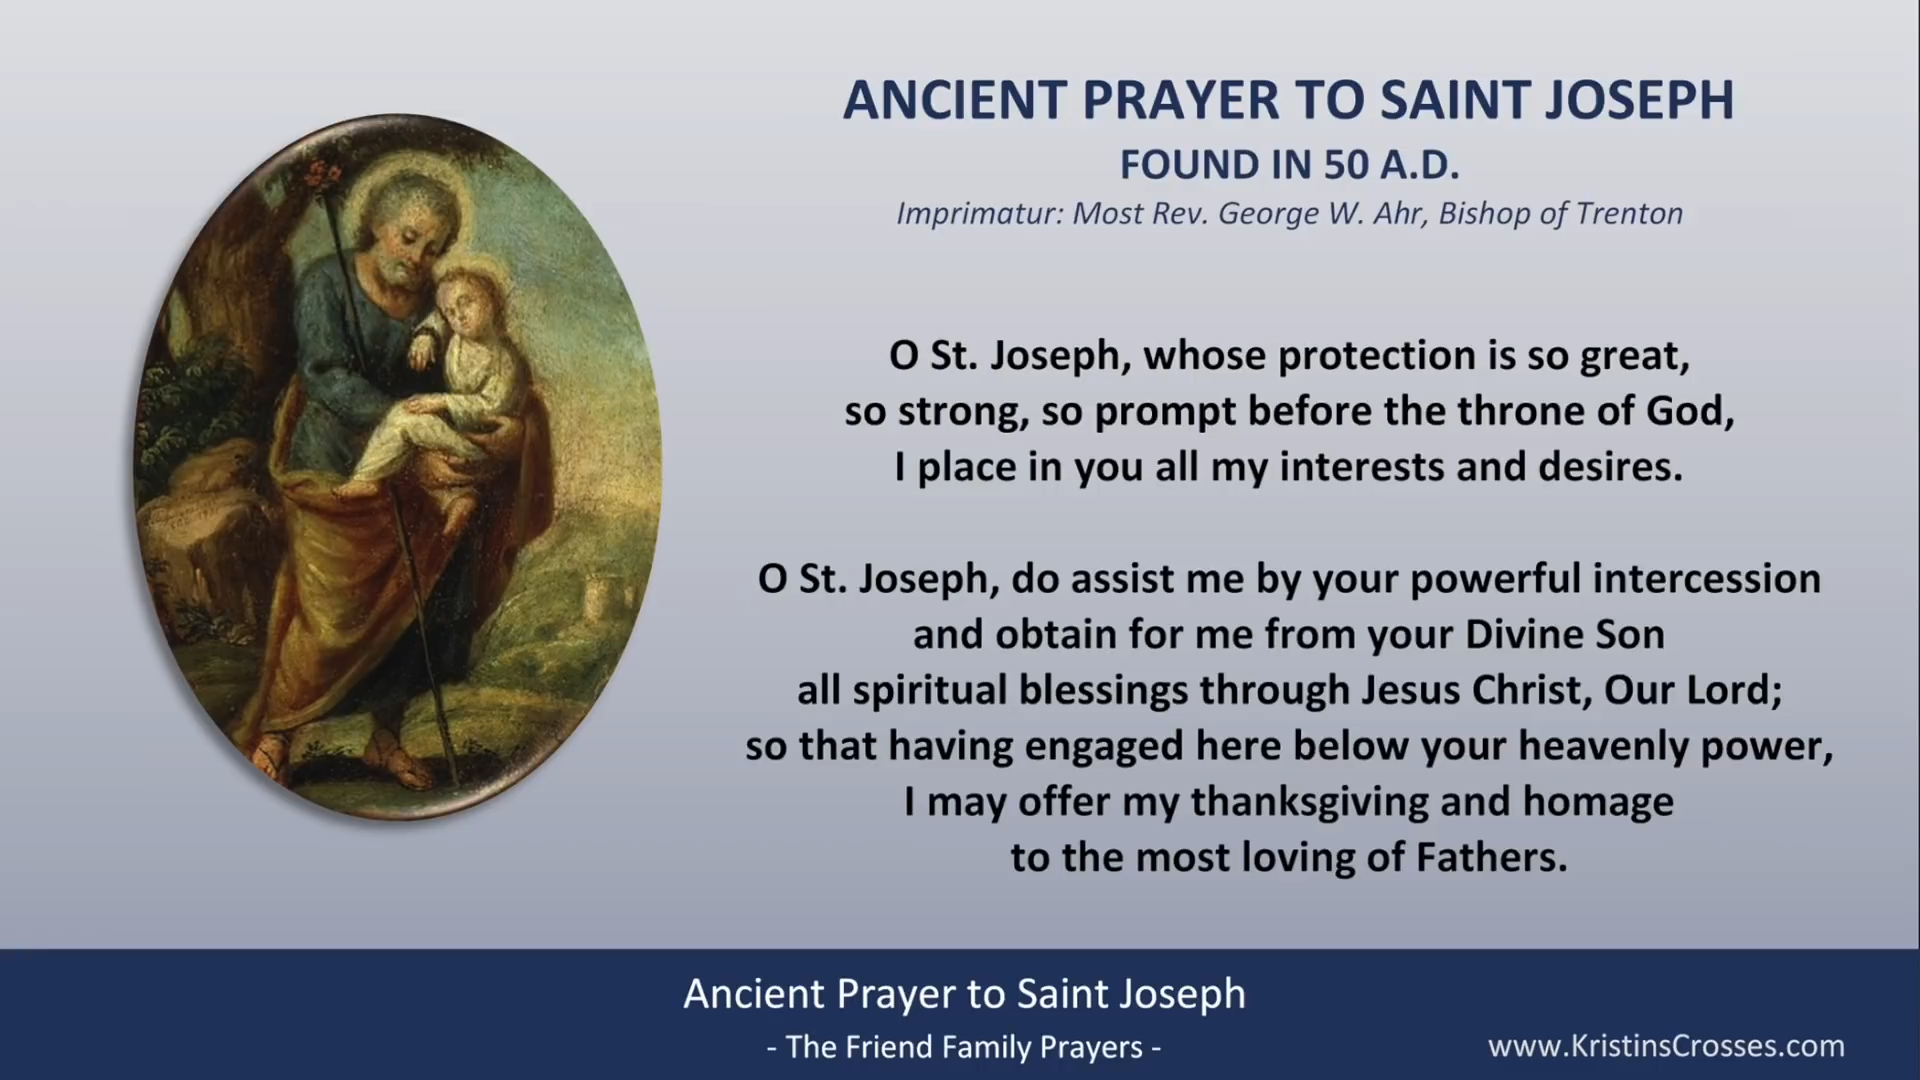 ANCIENT PRAYER TO SAINT JOSEPH
FOUND IN 50 A.D.
Imprimatur: Most Rev. George W. Ahr, Bishop of Trenton
O St. Joseph, whose protection is so great,
so strong, so prompt before the throne of God,
I place in you all my interests and desires.
O St. Joseph, do assist me by your powerful intercession
and obtain for me from your Divine Son
all spiritual blessings through Jesus Christ, Our Lord;
so that having engaged here below your heavenly power,
I may offer my thanksgiving and homage
to the most loving of Fathers.
Ancient Prayer to Saint Joseph
- The Friend Family Prayers -
www.KristinsCrosses.com